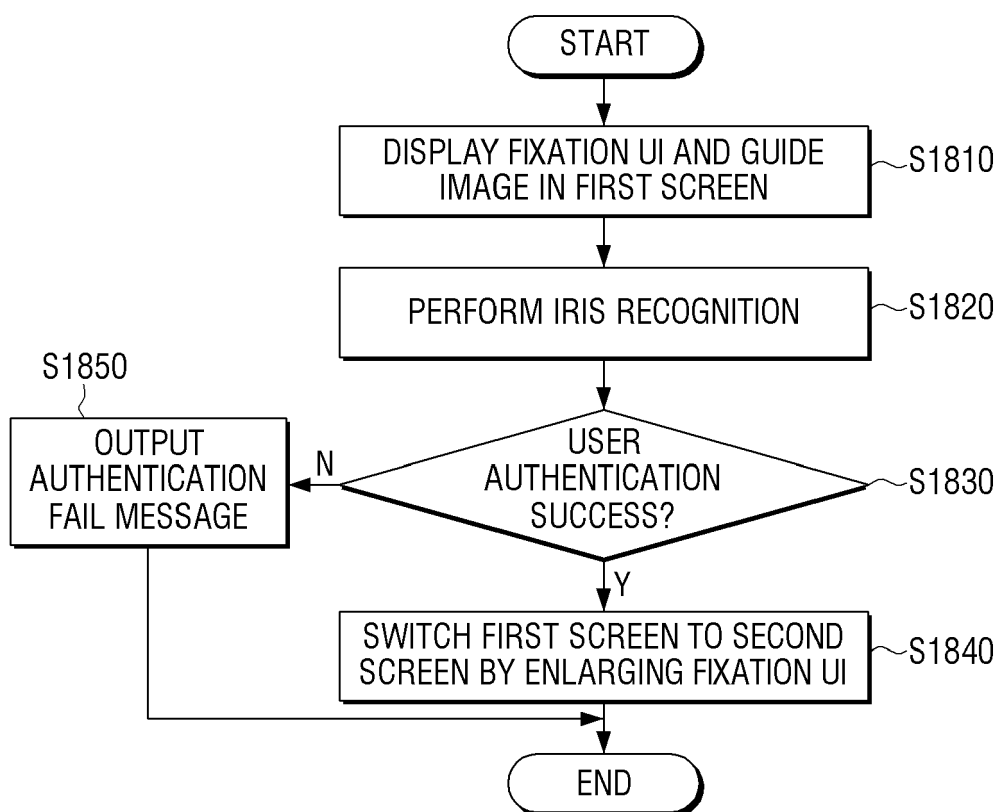 START
DISPLAY FIXATION UI AND GUIDE
IMAGE IN FIRST SCREEN
S1810
PERFORM IRIS RECOGNITION
S1820
S1850
OUTPUT
AUTHENTICATION
FAIL MESSAGE
N
USER
AUTHENTICATION
SUCCESS?
S1830
Y
SWITCH FIRST SCREEN TO SECOND
SCREEN BY ENLARGING FIXATION UI
S1840
END